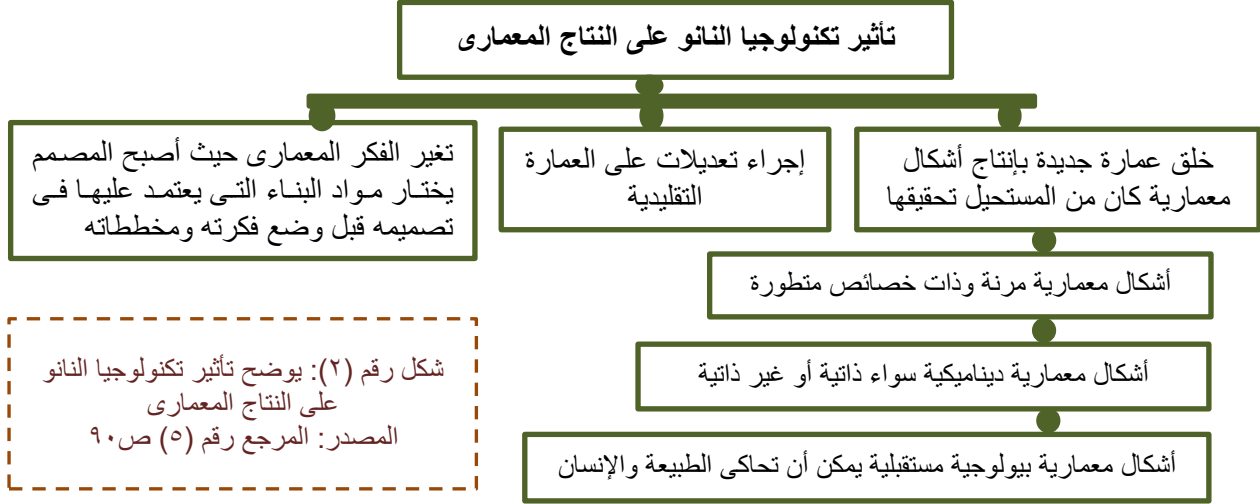 تأثير تكنولوجيا النانو على النتاج المعمارى
خلق عمارة جديدة بإنتاج أشكال
معمارية كان من المستحيل تحقيقها
إجراء تعديلات على العمارة
التقليدية
تغير الفكر المعمارى حيث أصبح المصمم
يختار مواد البناء التى يعتمد عليها فى
تصميمه قبل وضع فكرته ومخططاته
أشكال معمارية مرنة وذات خصائص متطورة
أشكال معمارية ديناميكية سواء ذاتية أو غير ذاتية
أشكال معمارية بيولوجية مستقبلية يمكن أن تحاكى الطبيعة والإنسان
شكل رقم (٢): يوضح تأثير تكنولوجيا النانو
على النتاج المعمارى
المصدر: المرجع رقم (٥) ص٩٠